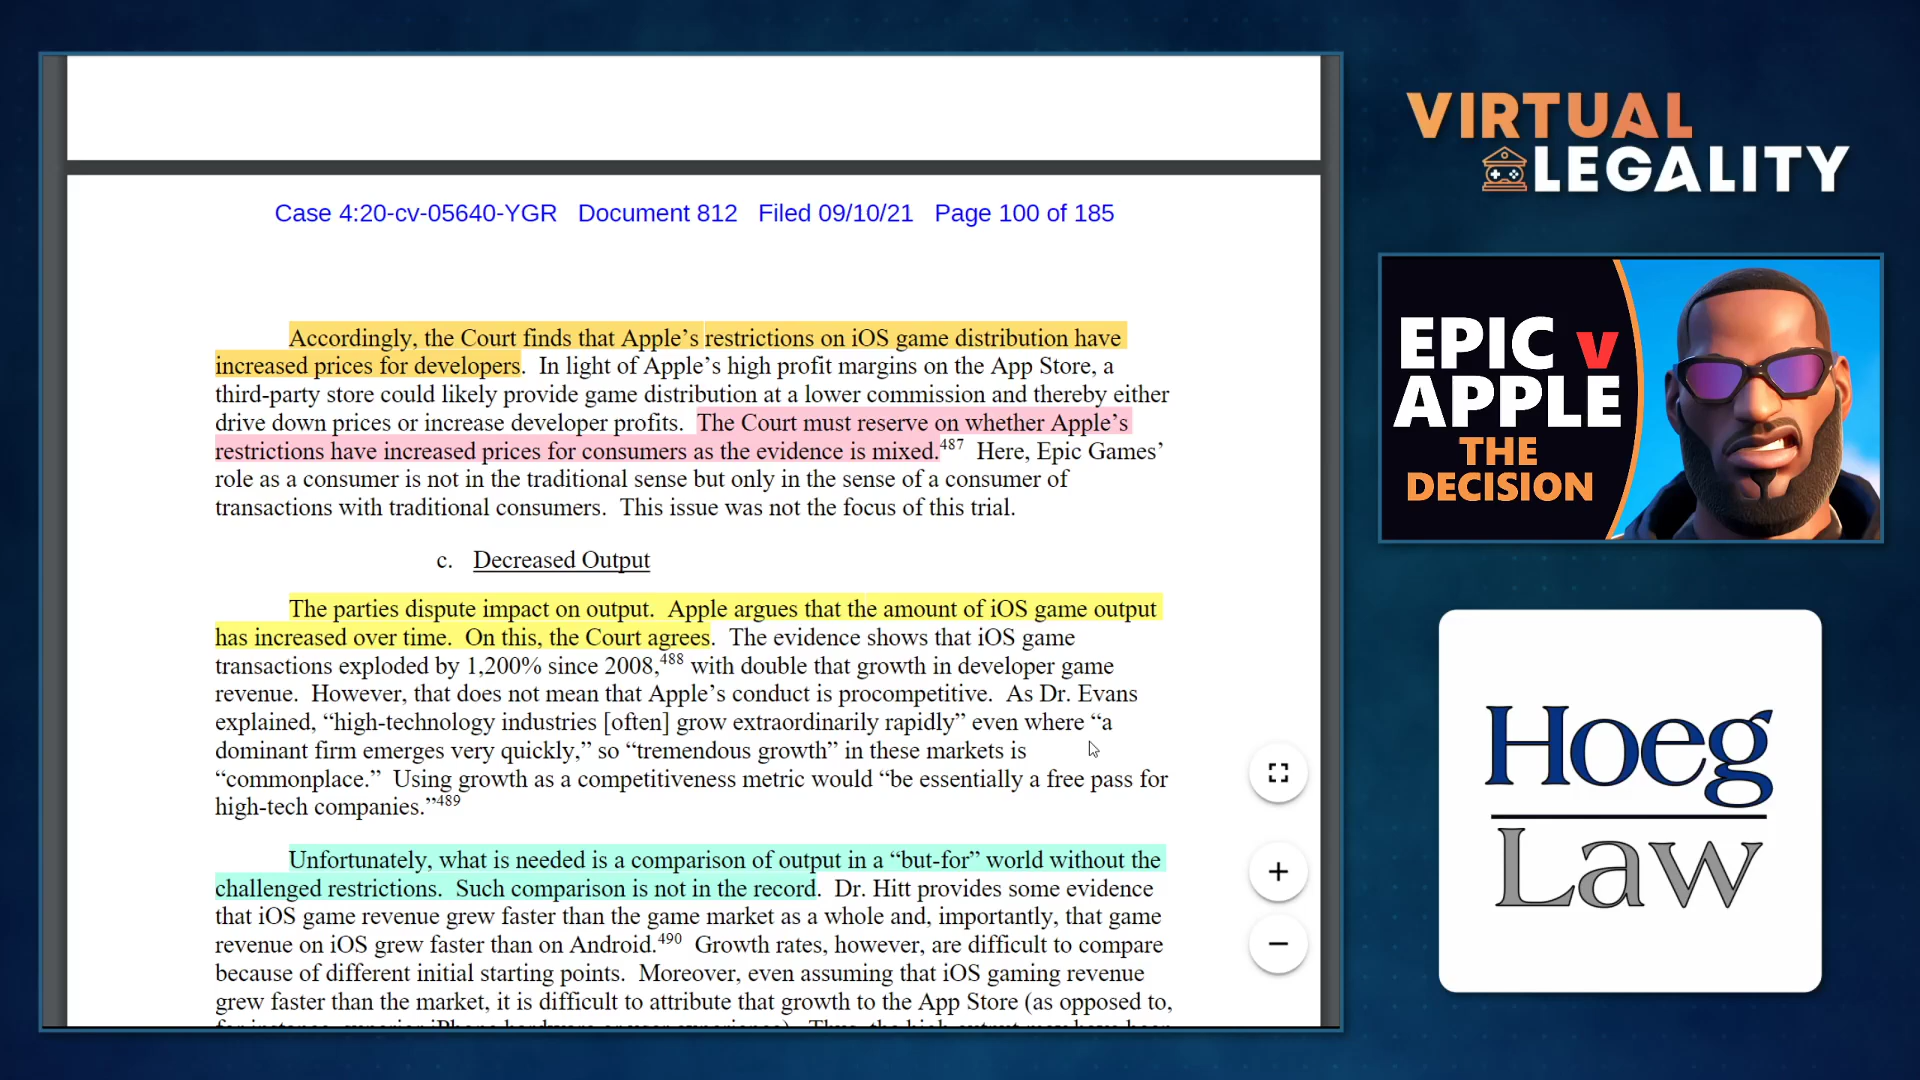 Case 4:20-cv-05640-YGR Document 812 Filed 09/10/21 Page 100 of 185
Accordingly, the Court finds that Apple’s restrictions on iOS game distribution have
increased prices for developers. In light of Apple’s high profit margins on the App Store, a
third-party store could likely provide game distribution at a lower commission and thereby either
drive down prices or increase developer profits. The Court must reserve on whether Apple’s
restrictions have increased prices for consumers as the evidence is mixed.487 Here, Epic Games’
role as a consumer is not in the traditional sense but only in the sense of a consumer of
transactions with traditional consumers. This issue was not the focus of this trial.
c. Decreased Output
The parties dispute impact on output. Apple argues that the amount of iOS game output
has increased over time. On this, the Court agrees. The evidence shows that iOS game
transactions exploded by 1,200% since 2008,488 with double that growth in developer game
revenue. However, that does not mean that Apple’s conduct is procompetitive. As Dr. Evans
explained, “high-technology industries [often] grow extraordinarily rapidly” even where “a
dominant firm emerges very quickly,” so “tremendous growth” in these markets is
“commonplace.” Using growth as a competitiveness metric would “be essentially a free pass for
high-tech companies.”489
Unfortunately, what is needed is a comparison of output in a “but-for” world without the
challenged restrictions. Such comparison is not in the record. Dr. Hitt provides some evidence
that iOS game revenue grew faster than the game market as a whole and, importantly, that game
revenue on iOS grew faster than on Android.490 Growth rates, however, are difficult to compare
because of different initial starting points. Moreover, even assuming that iOS gaming revenue
grew faster than the market, it is difficult to attribute that growth to the App Store (as opposed to,
VIRTUAL
LEGALITY
EPIC v
APPLE
THE
DECISION
Hoeg
Law